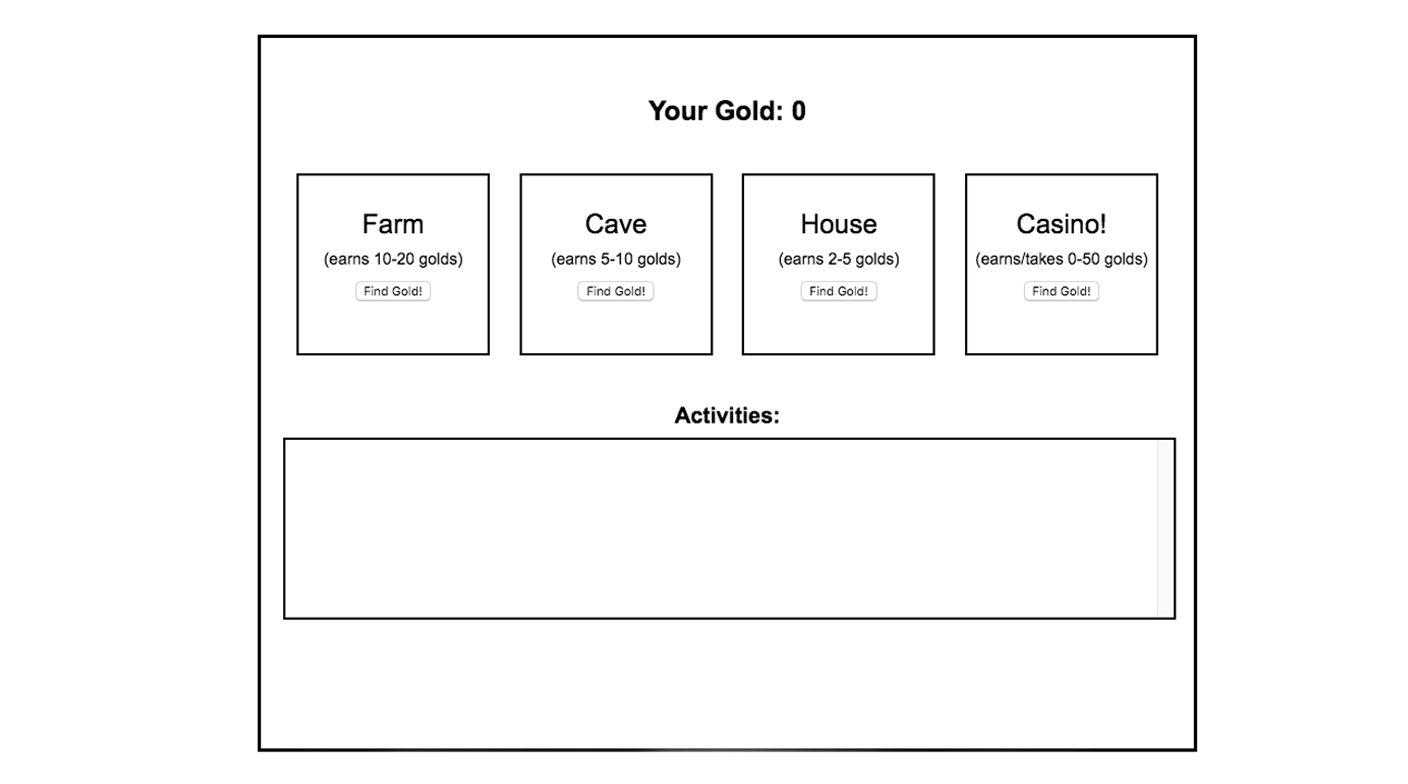 Your Gold: 0
Farm
(earns 10-20 golds)
Find Gold!
Cave
(earns 5-10 golds)
Find Gold!
House
(earns 2-5 golds)
Find Gold!
Casino!
(earns/takes 0-50 golds)
Find Gold!
Activities: